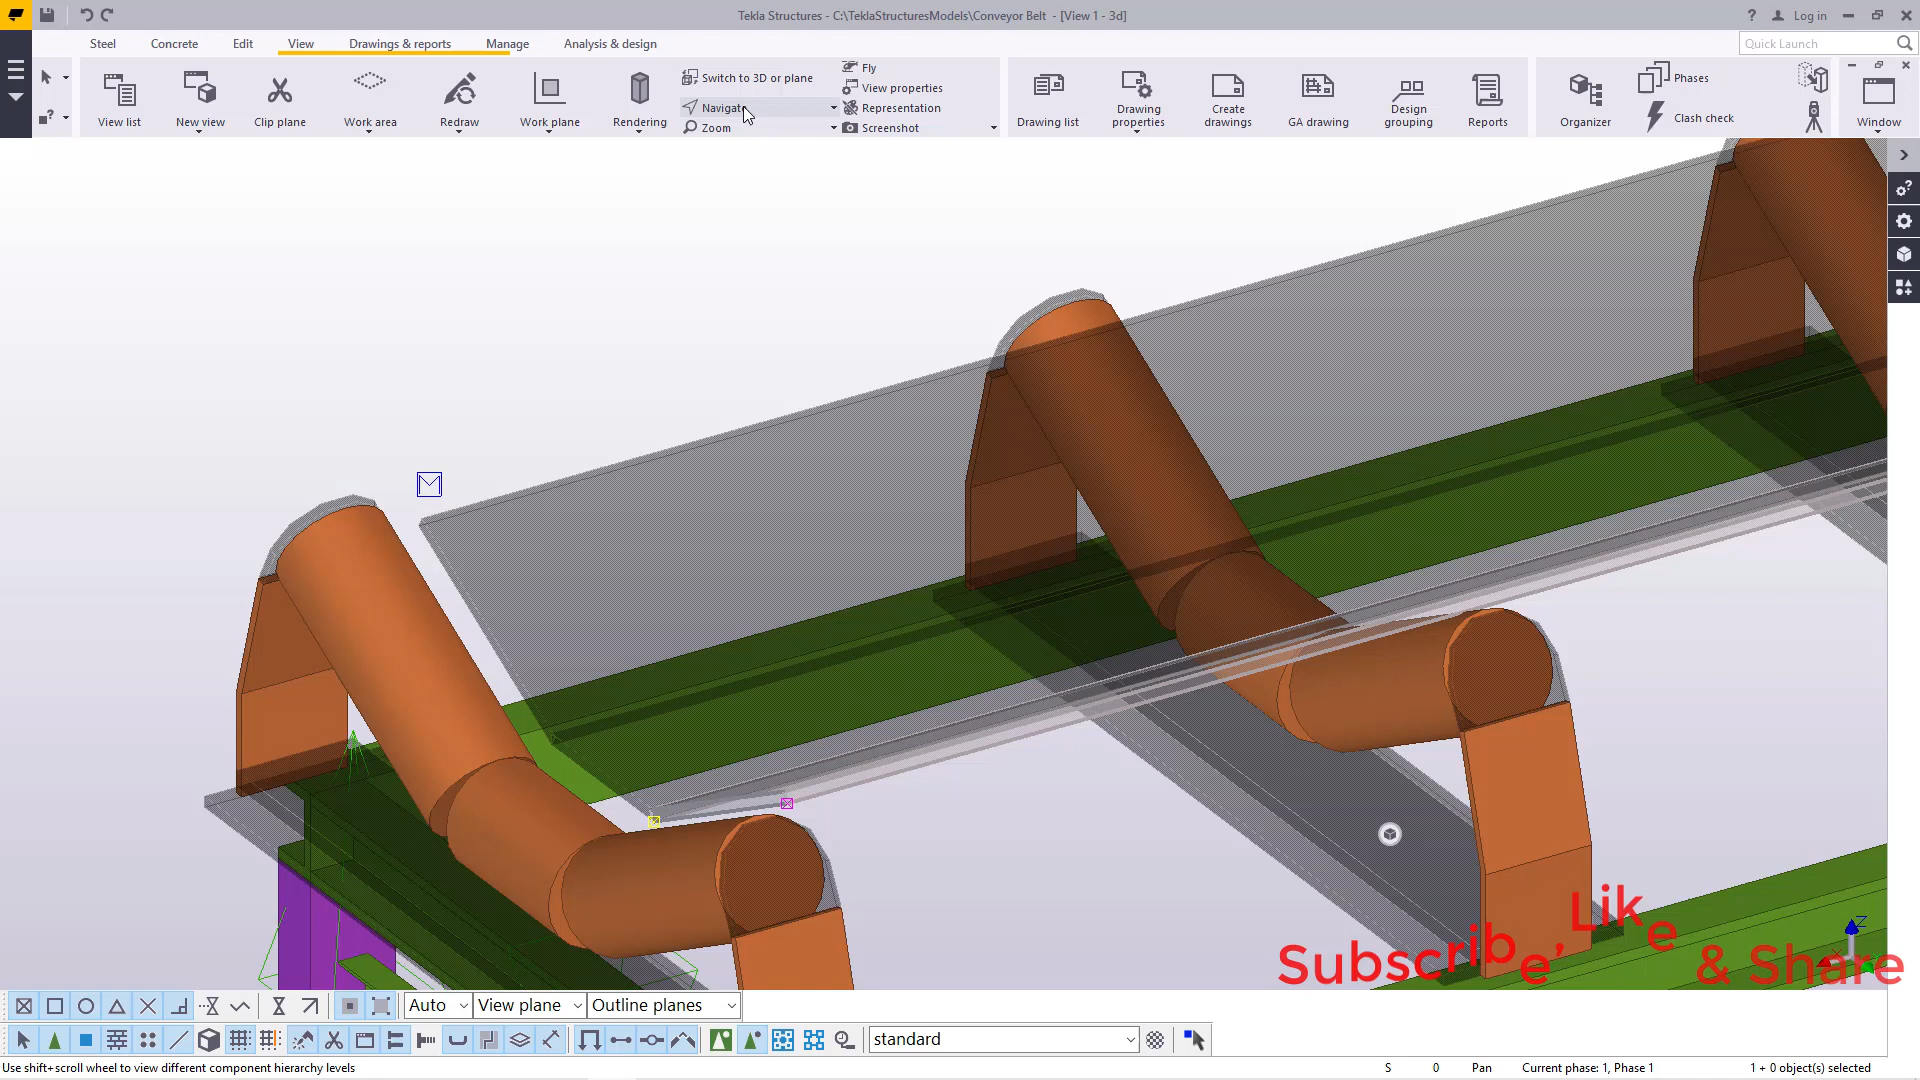 Tekla Structures - C:\TeklaStructuresModels\Conveyor Belt - [View 1 - 3d]
? Log in
Steel Concrete Edit View Drawings & reports Manage Analysis & design
Quick Launch
View list
New view
Clip plane
Work area
Redraw
Work plane
Rendering
Switch to 3D or plane
Navigate
Zoom
Fly
View properties
Representation
Screenshot
Drawing list
Drawing properties
Create drawings
GA drawing
Design grouping
Reports
Organizer
Phases
Clash check
Window
Z
Subscribe, Like & Share
Auto View plane Outline planes
standard
Use shift+scroll wheel to view different component hierarchy levels
S 0 Pan Current phase: 1, Phase 1 1 + 0 object(s) selected